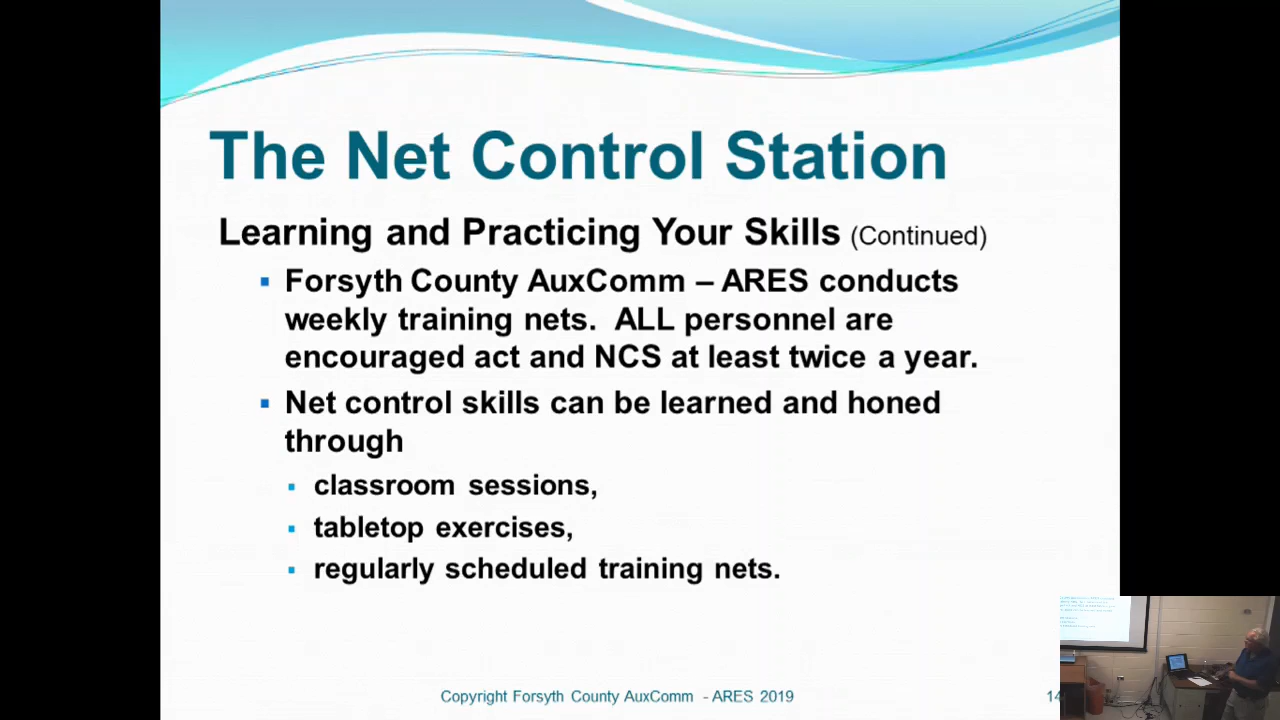 The Net Control Station
Learning and Practicing Your Skills (Continued)
▪ Forsyth County AuxComm – ARES conducts
weekly training nets.  ALL personnel are
encouraged act and NCS at least twice a year.
▪ Net control skills can be learned and honed
through
▪ classroom sessions,
▪ tabletop exercises,
▪ regularly scheduled training nets.
Copyright Forsyth County AuxComm - ARES 2019
14